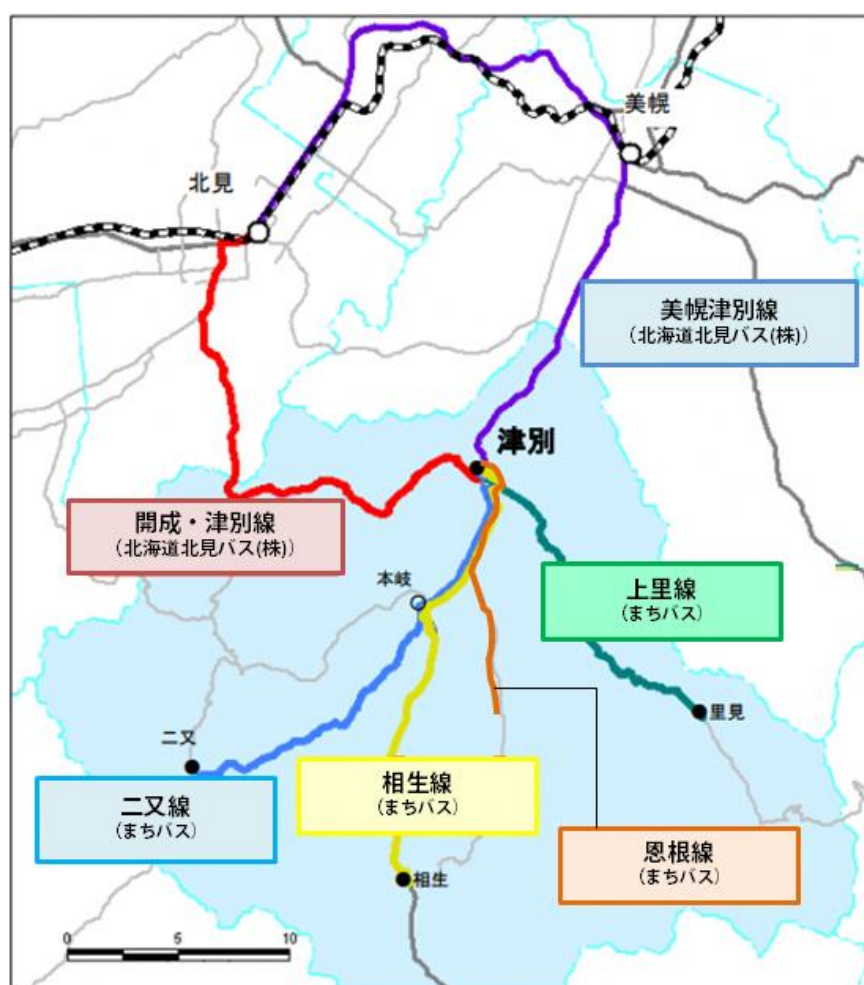 美幌
北見
美幌津別線
（北海道北見バス(株)）
津別
開成・津別線
（北海道北見バス(株)）
本岐
上里線
（まちバス）
里見
二又
相生線
（まちバス）
二又線
（まちバス）
恩根線
（まちバス）
相生
0 5 10